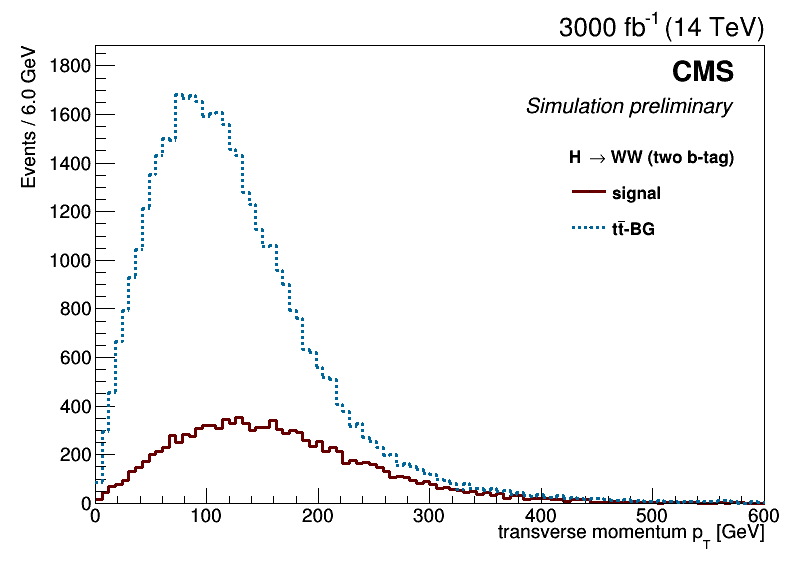 3000 fb-1 (14 TeV)
Events / 6.0 GeV
1800
1600
1400
1200
1000
800
600
400
200
0
CMS
Simulation preliminary
H → WW (two b-tag)
signal
tt̄-BG
0 100 200 300 400 500 600
transverse momentum pT [GeV]